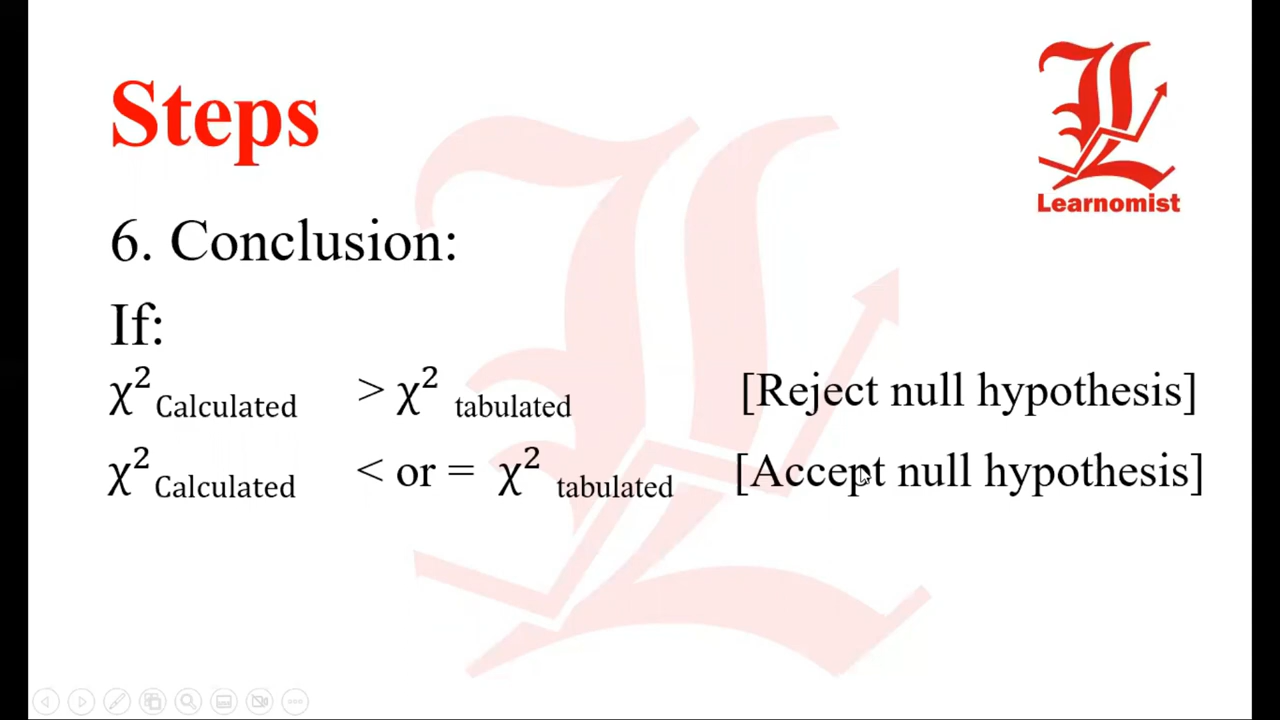 Steps
Learnomist
6. Conclusion:
If:
χ² Calculated > χ² tabulated [Reject null hypothesis]
χ² Calculated < or = χ² tabulated [Accept null hypothesis]